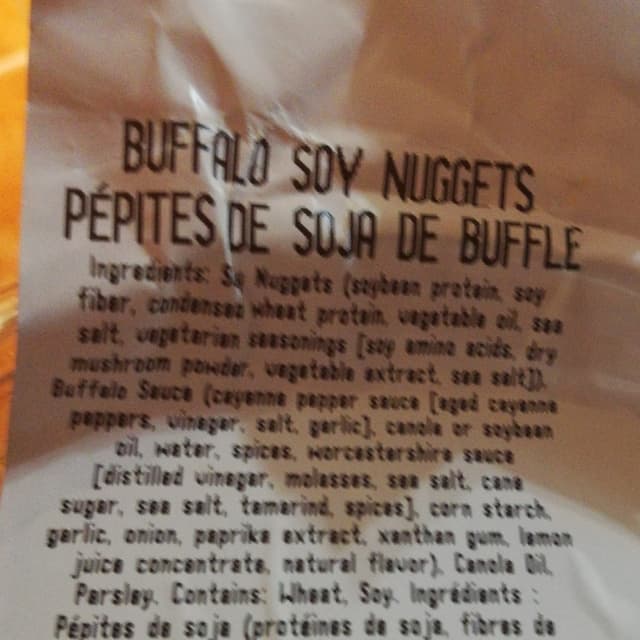 BUFFALO SOY NUGGETS
PÉPITES DE SOJA DE BUFFLE
Ingredients: Soy Nuggets (soybean protein, soy
fiber, condensed wheat protein, vegetable oil, sea
salt, vegetarian seasonings [soy amino acids, dry
mushroom powder, vegetable extract, sea salt]).
Buffalo Sauce (cayenne pepper sauce [aged cayenne
peppers, vinegar, salt, garlic], canola or soybean
oil, water, spices, worcestershire sauce
[distilled vinegar, molasses, sea salt, cane
sugar, sea salt, tamarind, spices], corn starch,
garlic, onion, paprika extract, xanthan gum, lemon
juice concentrate, natural flavor), Canola Oil,
Parsley. Contains: Wheat, Soy. Ingrédients :
Pépites de soja (protéines de soja, fibres de